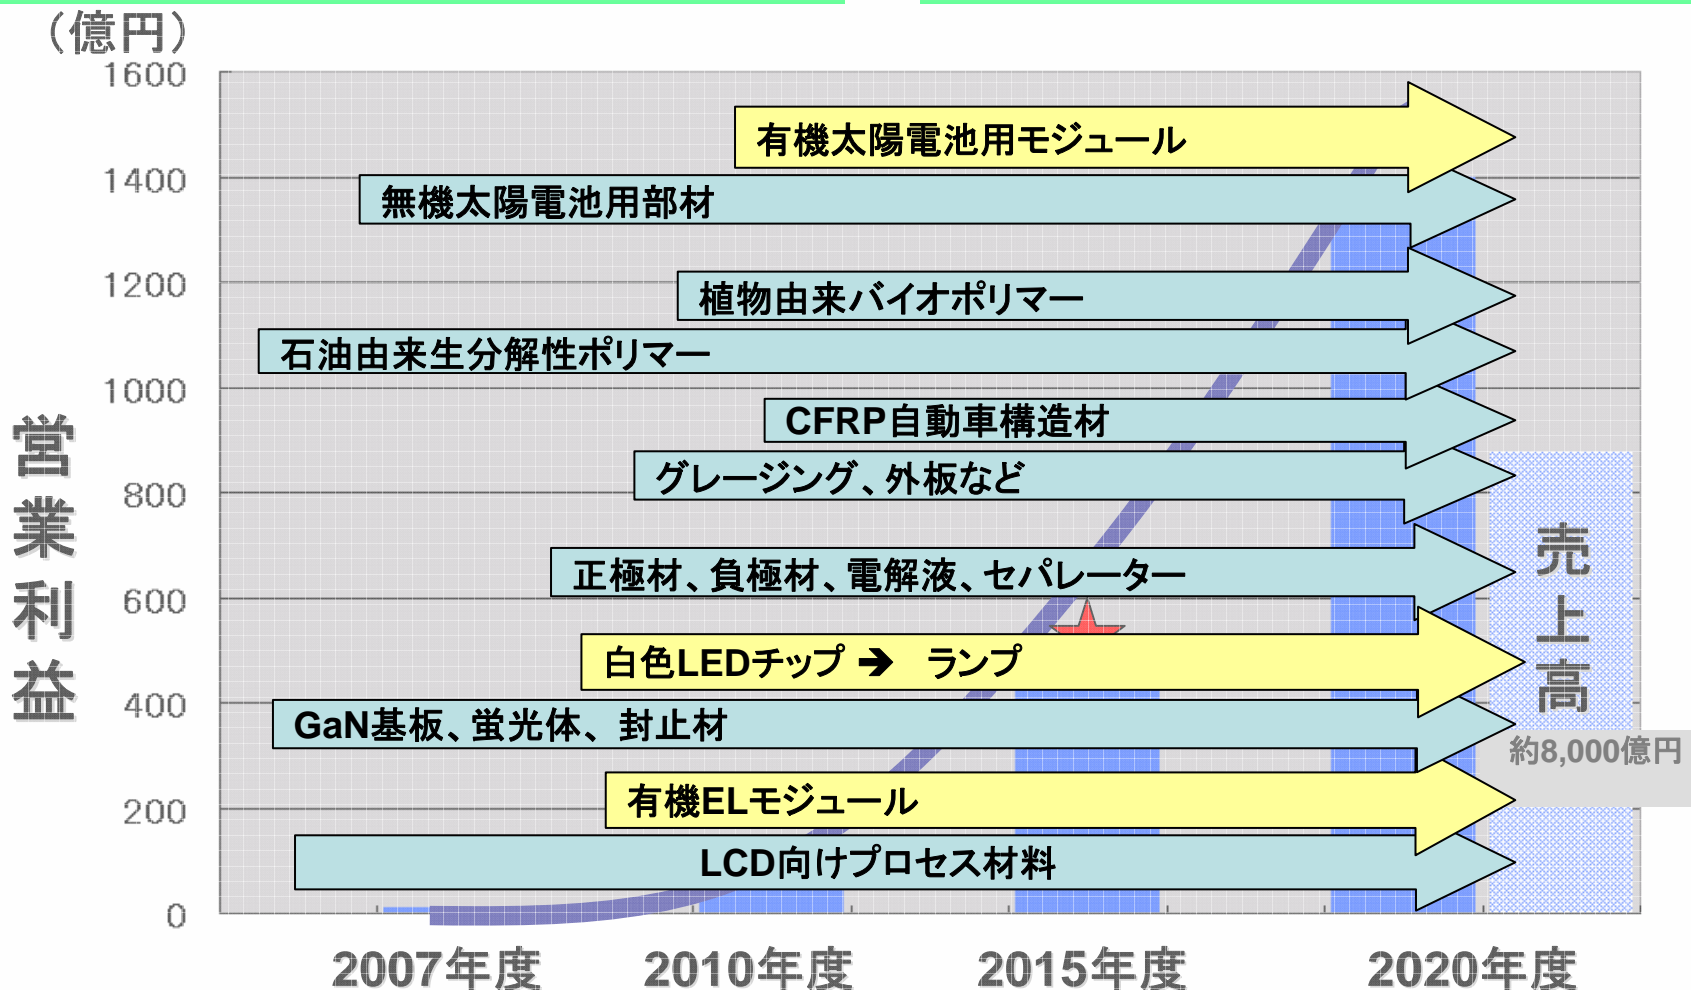 (億円)
1600
1400
1200
1000
800
600
400
200
0
営業利益
有機太陽電池用モジュール
無機太陽電池用部材
植物由来バイオポリマー
石油由来生分解性ポリマー
CFRP自動車構造材
グレージング、外板など
正極材、負極材、電解液、セパレーター
白色LEDチップ ➔ ランプ
GaN基板、蛍光体、封止材
有機ELモジュール
LCD向けプロセス材料
売上高
約8,000億円
2007年度
2010年度
2015年度
2020年度